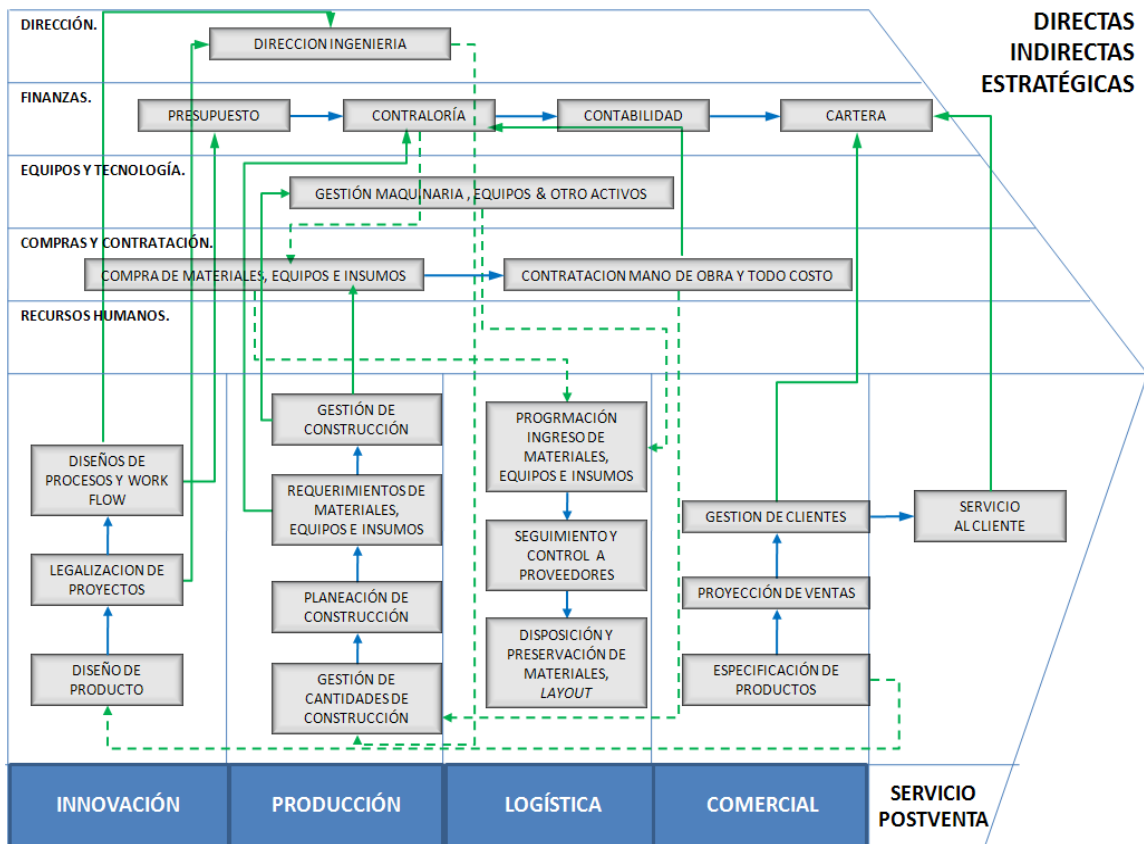 DIRECTAS
INDIRECTAS
ESTRATÉGICAS
DIRECCIÓN.
DIRECCION INGENIERIA
FINANZAS.
PRESUPUESTO
CONTRALORÍA
CONTABILIDAD
CARTERA
EQUIPOS Y TECNOLOGÍA.
GESTIÓN MAQUINARIA , EQUIPOS & OTRO ACTIVOS
COMPRAS Y CONTRATACIÓN.
COMPRA DE MATERIALES, EQUIPOS E INSUMOS
CONTRATACION MANO DE OBRA Y TODO COSTO
RECURSOS HUMANOS.
DISEÑOS DE
PROCESOS Y WORK
FLOW
LEGALIZACION DE
PROYECTOS
DISEÑO DE
PRODUCTO
GESTIÓN DE
CONSTRUCCIÓN
REQUERIMIENTOS DE
MATERIALES,
EQUIPOS E INSUMOS
PLANEACIÓN DE
CONSTRUCCIÓN
GESTIÓN DE
CANTIDADES DE
CONSTRUCCIÓN
PROGRMACIÓN
INGRESO DE
MATERIALES,
EQUIPOS E INSUMOS
SEGUIMIENTO Y
CONTROL A
PROVEEDORES
DISPOSICIÓN Y
PRESERVACIÓN DE
MATERIALES,
LAYOUT
GESTION DE CLIENTES
PROYECCIÓN DE VENTAS
ESPECIFICACIÓN DE
PRODUCTOS
SERVICIO
AL CLIENTE
INNOVACIÓN
PRODUCCIÓN
LOGÍSTICA
COMERCIAL
SERVICIO
POSTVENTA